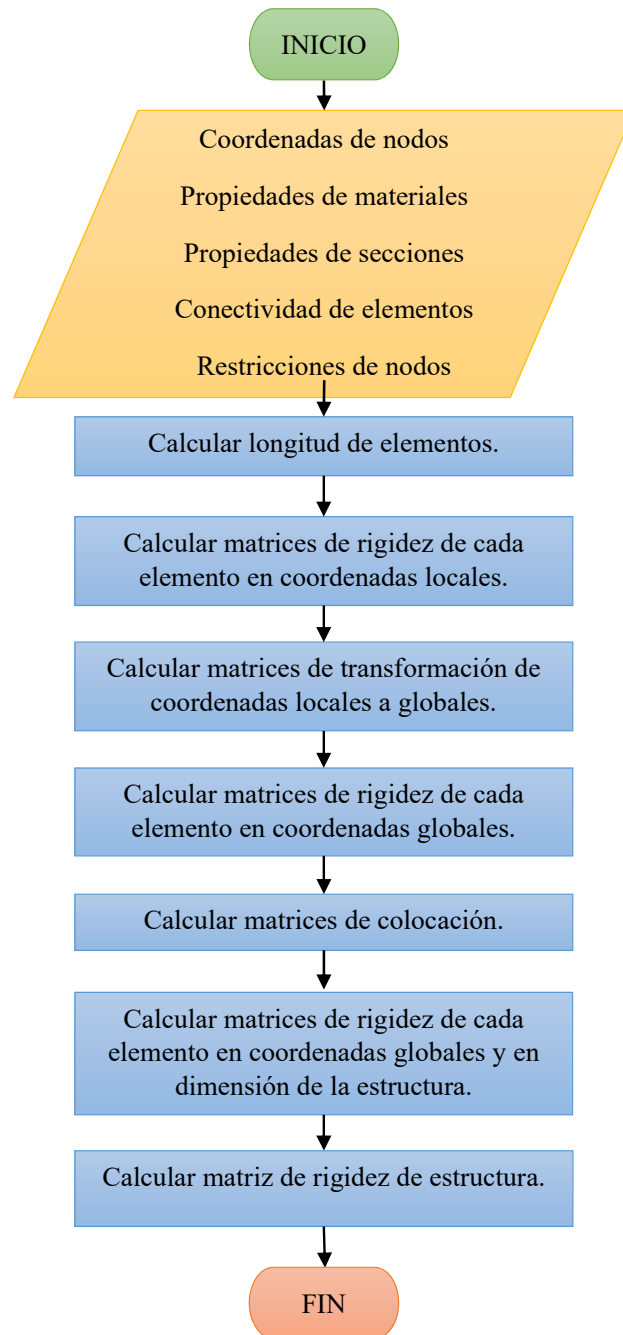 INICIO
Coordenadas de nodos
Propiedades de materiales
Propiedades de secciones
Conectividad de elementos
Restricciones de nodos
Calcular longitud de elementos.
Calcular matrices de rigidez de cada
elemento en coordenadas locales.
Calcular matrices de transformación de
coordenadas locales a globales.
Calcular matrices de rigidez de cada
elemento en coordenadas globales.
Calcular matrices de colocación.
Calcular matrices de rigidez de cada
elemento en coordenadas globales y en
dimensión de la estructura.
Calcular matriz de rigidez de estructura.
FIN